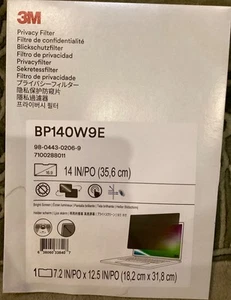 3M
Privacy Filter
Filtre de confidentialité
Blickschutzfilter
Filtro de privacidad
Privacyfilter
Sekretessfilter
Filtro de privacidade
プライバシーフィルター
隐私保护防窥片
隱私過濾器
프라이버시 필터
BP140W9E
98-0443-0206-9
7100288011
14 IN/PO (35,6 cm)
1 7.2 IN/PO x 12.5 IN/PO (18,2 cm x 31,8 cm)